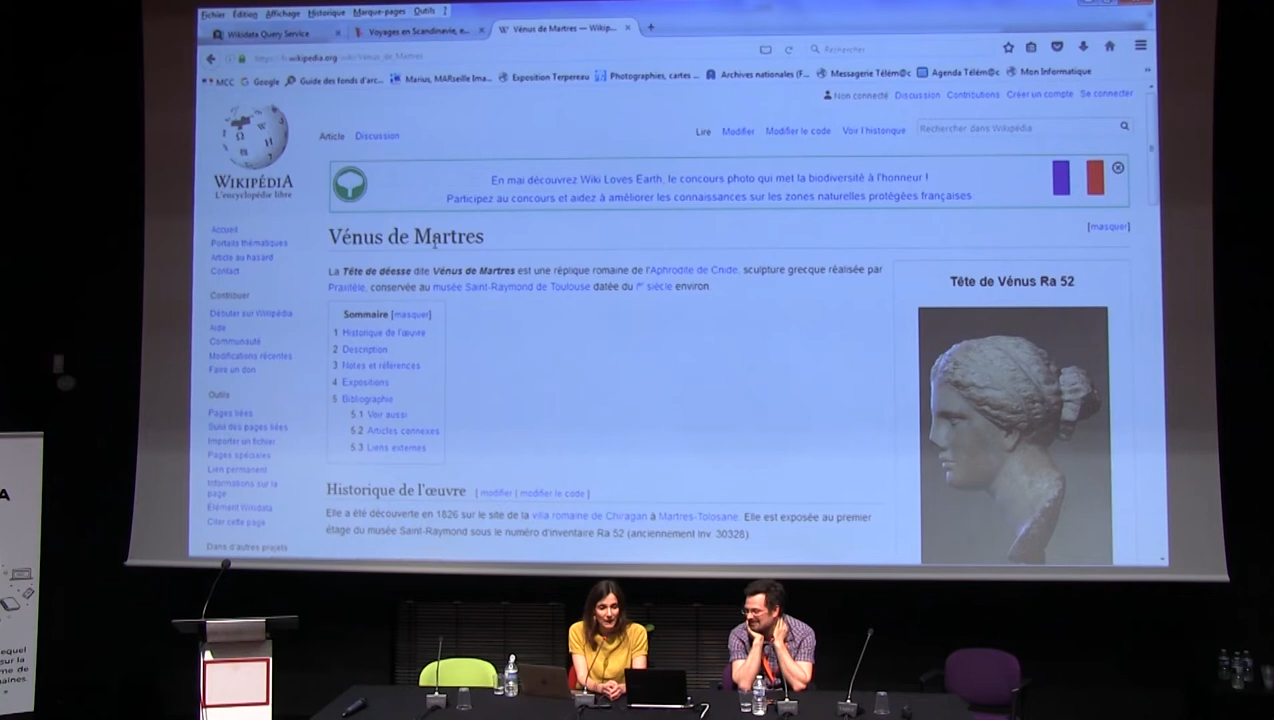 Fichier Édition Affichage Historique Marque-pages Outils ?
Wikidata Query Service
Voyages en Scandinavie, e...
Vénus de Martres — Wikip...
wikipedia.org
Rechercher
MCC Google Guide des fonds d'arc... Marius, MARseille Ima... Exposition Terpereau Photographies, cartes ... Archives nationales (F... Messagerie Télém@c Agenda Télém@c Mon Informatique
Non connecté Discussion Contributions Créer un compte Se connecter
WIKIPÉDIA
L'encyclopédie libre
Article Discussion
Lire Modifier Modifier le code Voir l'historique
Rechercher dans Wikipédia
En mai découvrez Wiki Loves Earth, le concours photo qui met la biodiversité à l'honneur !
Participez au concours et aidez à améliorer les connaissances sur les zones naturelles protégées françaises
Vénus de Martres
[masquer]
La Tête de déesse dite Vénus de Martres est une réplique romaine de l'Aphrodite de Cnide, sculpture grecque réalisée par
Praxitèle, conservée au musée Saint-Raymond de Toulouse datée du Ier siècle environ.
Sommaire [masquer]
1 Historique de l'œuvre
2 Description
3 Notes et références
4 Expositions
5 Bibliographie
5.1 Voir aussi
5.2 Articles connexes
5.3 Liens externes
Historique de l'œuvre [ modifier | modifier le code ]
Elle a été découverte en 1826 sur le site de la villa romaine de Chiragan à Martres-Tolosane. Elle est exposée au premier
étage du musée Saint-Raymond sous le numéro d'inventaire Ra 52 (anciennement Inv. 30328).
Tête de Vénus Ra 52
Accueil
Portails thématiques
Article au hasard
Contact
Contribuer
Débuter sur Wikipédia
Aide
Communauté
Modifications récentes
Faire un don
Outils
Pages liées
Suivi des pages liées
Importer un fichier
Pages spéciales
Lien permanent
Informations sur la
page
Élément Wikidata
Citer cette page
Dans d'autres projets
A
equel
sur la
me de
aines.